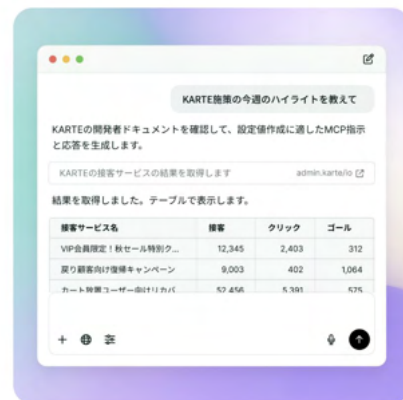 KARTE施策の今週のハイライトを教えて
KARTEの開発者ドキュメントを確認して、設定値作成に適したMCP指示
と応答を生成します。
KARTEの接客サービスの結果を取得します admin.karte/io
結果を取得しました。テーブルで表示します。
接客サービス名 接客 クリック ゴール
VIP会員限定！秋セール特別ク... 12,345 2,403 312
戻り顧客向け復帰キャンペーン 9,003 402 1,064
カート放置ユーザー向けリカバ 52,456 5,391 575